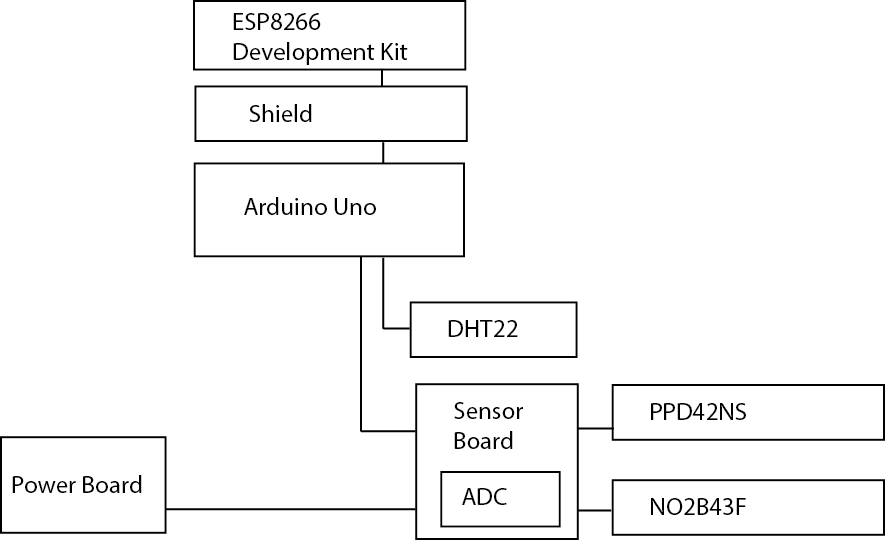 ESP8266
Development Kit
Shield
Arduino Uno
DHT22
Sensor
Board
PPD42NS
Power Board
ADC
NO2B43F